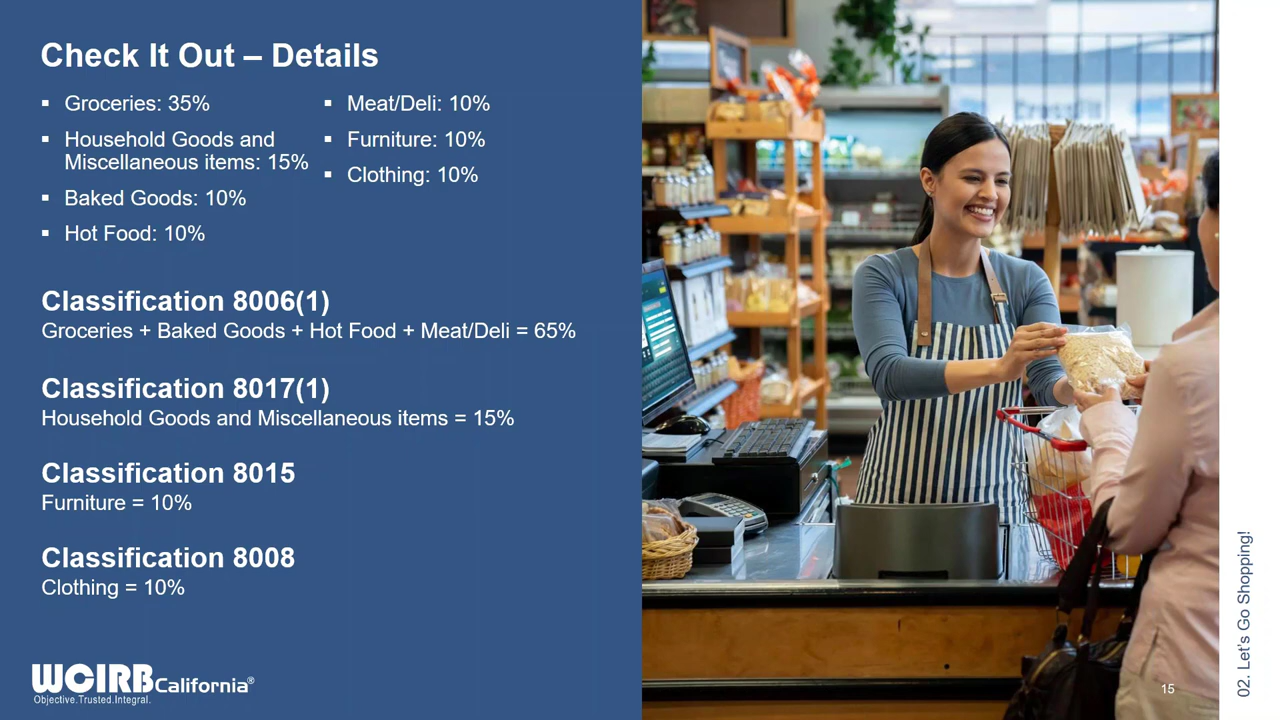 Check It Out – Details
▪ Groceries: 35%
▪ Household Goods and
Miscellaneous items: 15%
▪ Baked Goods: 10%
▪ Hot Food: 10%
▪ Meat/Deli: 10%
▪ Furniture: 10%
▪ Clothing: 10%
Classification 8006(1)
Groceries + Baked Goods + Hot Food + Meat/Deli = 65%
Classification 8017(1)
Household Goods and Miscellaneous items = 15%
Classification 8015
Furniture = 10%
Classification 8008
Clothing = 10%
WCIRB California®
Objective.Trusted.Integral.
15
02. Let's Go Shopping!